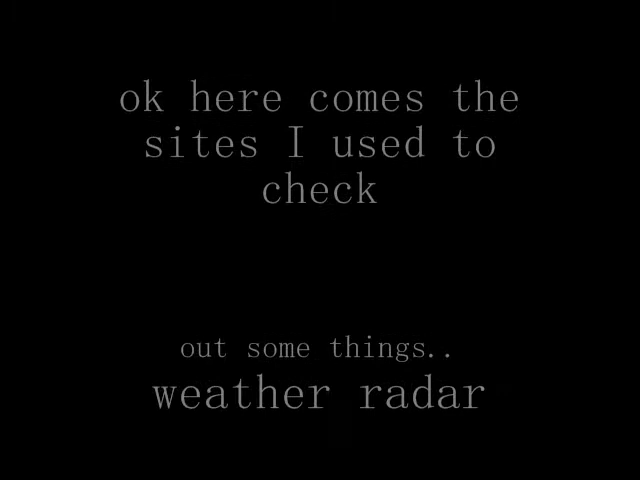 ok here comes the
sites I used to
check
out some things..
weather radar